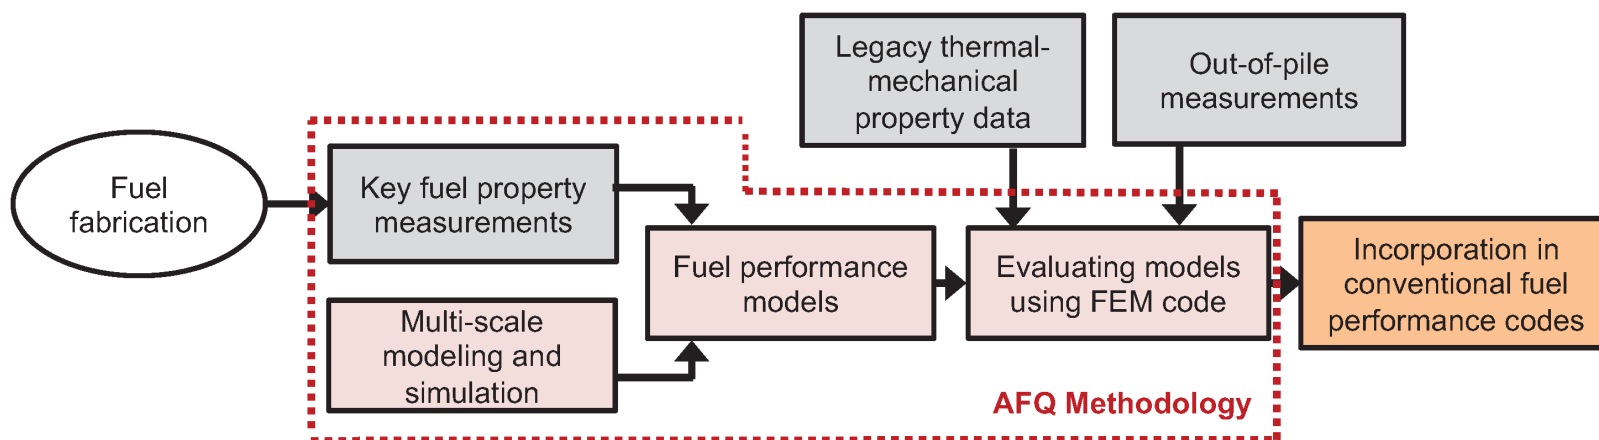 Fuel
fabrication
Key fuel property
measurements
Multi-scale
modeling and
simulation
Fuel performance
models
Legacy thermal-
mechanical
property data
Out-of-pile
measurements
Evaluating models
using FEM code
Incorporation in
conventional fuel
performance codes
AFQ Methodology